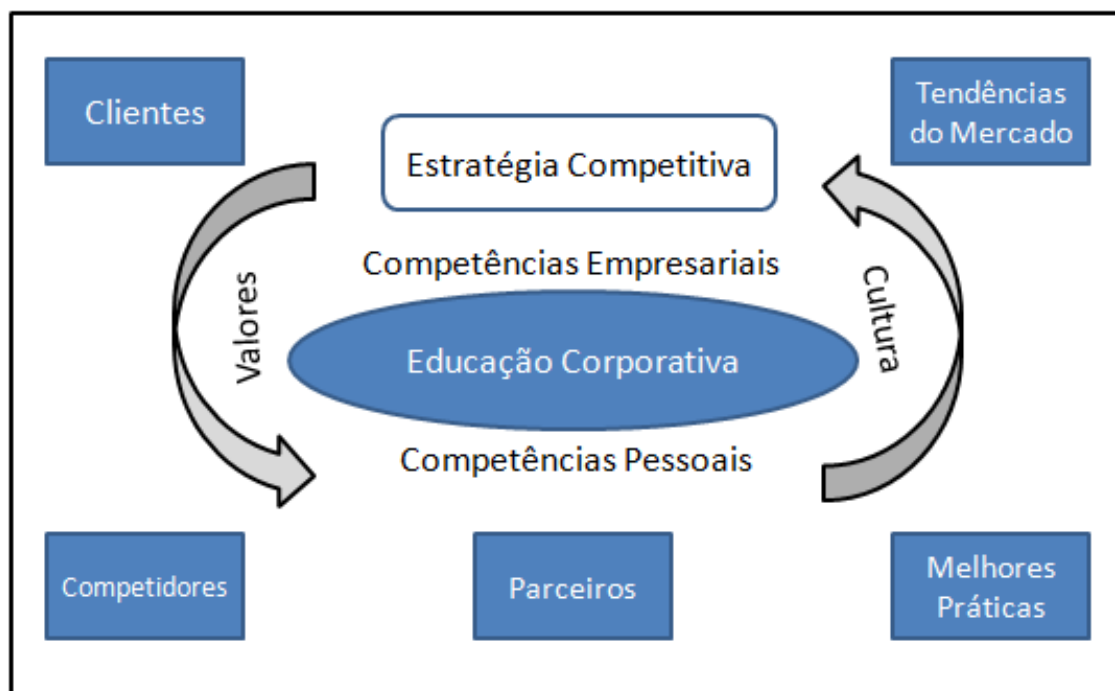 Clientes
Tendências
do Mercado
Estratégia Competitiva
Competências Empresariais
Valores
Cultura
Educação Corporativa
Competências Pessoais
Competidores
Parceiros
Melhores
Práticas